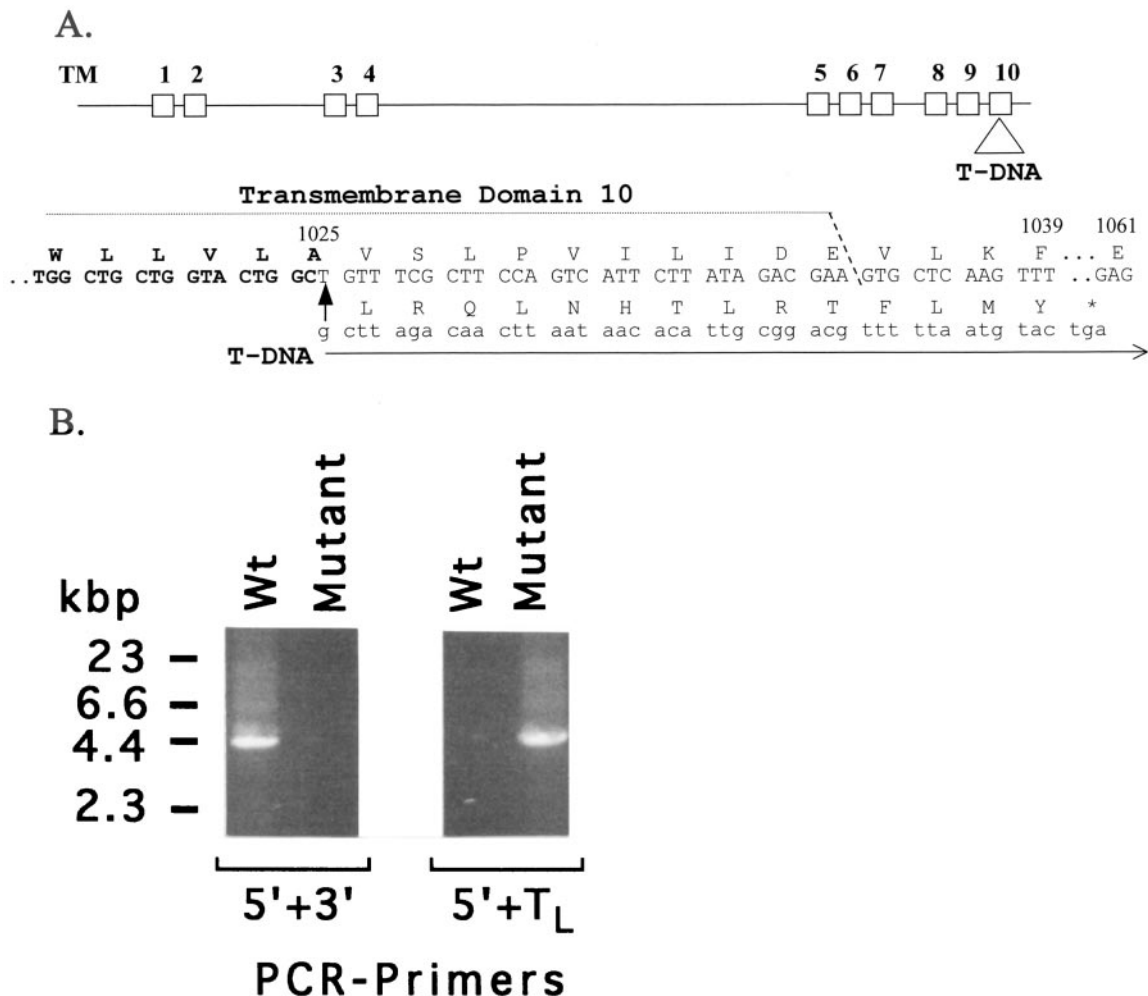 A.
TM 1 2 3 4 5 6 7 8 9 10
T-DNA
Transmembrane Domain 10
1025 1039 1061
W L L V L A V S L P V I L I D E V L K F ... E
..TGG CTG CTG GTA CTG GCT GTTT TCG CTT CCA GTC ATT CTT ATA GAC GAA GTG CTC AAG TTT ..GAG
L R Q L N H T L R T F L M Y *
g ctt aga caa ctt aat aac aca ttg cgg acg ttt tta atg tac tga
T-DNA
B.
Wt Mutant Wt Mutant
kbp
23
6.6
4.4
2.3
5'+3' 5'+TL
PCR-Primers